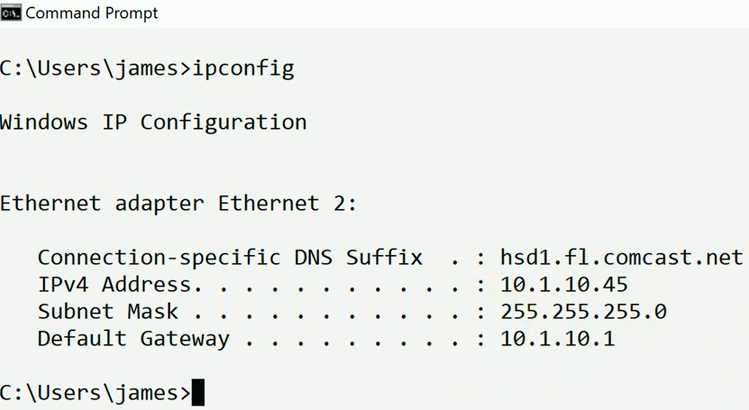 Command Prompt
C:\Users\james>ipconfig
Windows IP Configuration
Ethernet adapter Ethernet 2:
   Connection-specific DNS Suffix  . : hsd1.fl.comcast.net
   IPv4 Address. . . . . . . . . . . : 10.1.10.45
   Subnet Mask . . . . . . . . . . . : 255.255.255.0
   Default Gateway . . . . . . . . . : 10.1.10.1
C:\Users\james>